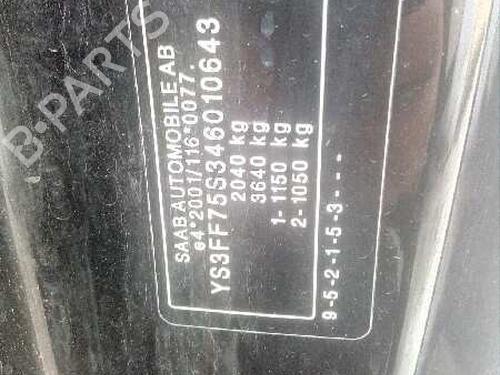 B-PARTS
SAAB AUTOMOBILE AB
e4*2001/116*0077.
YS3FF75S346010643
2040 kg
3640 kg
1-1150 kg
2-1050 kg
9-5-2-1-5-3---